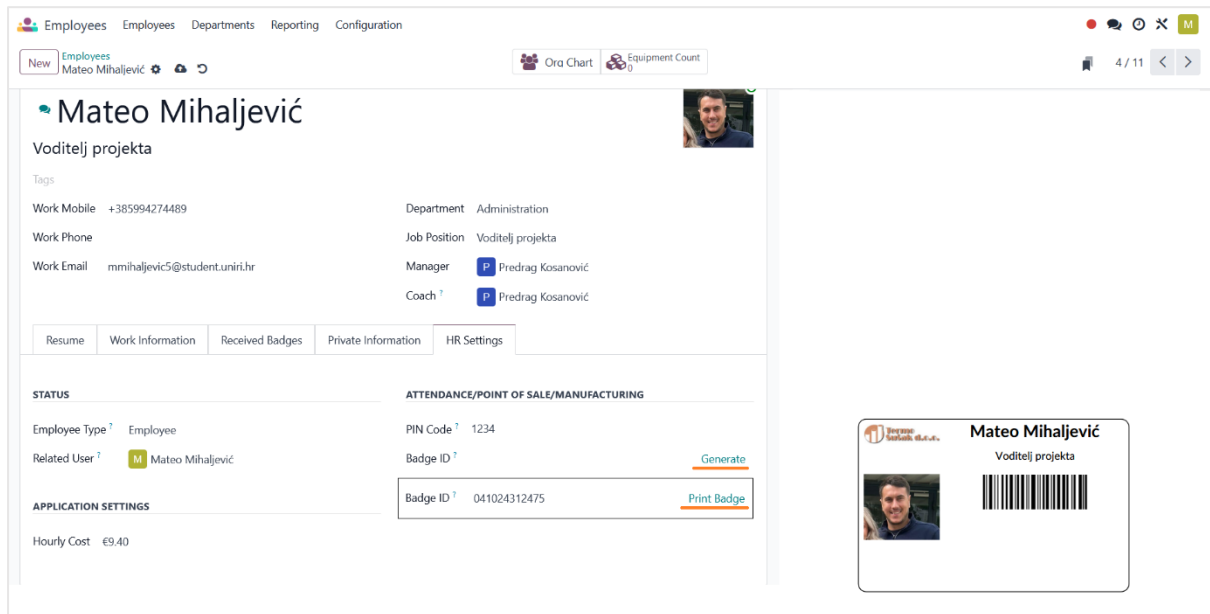 Employees Employees Departments Reporting Configuration M
New Employees
Mateo Mihaljević
Org Chart
Equipment Count
0
4 / 11
Mateo Mihaljević
Voditelj projekta
Tags
Work Mobile +385994274489
Department Administration
Work Phone
Job Position Voditelj projekta
Work Email mmihaljevic5@student.uniri.hr
Manager P Predrag Kosanović
Coach ? P Predrag Kosanović
Resume Work Information Received Badges Private Information HR Settings
STATUS
ATTENDANCE/POINT OF SALE/MANUFACTURING
Employee Type ? Employee
PIN Code ? 1234
Related User ? M Mateo Mihaljević
Badge ID ? Generate
Badge ID ? 041024312475 Print Badge
APPLICATION SETTINGS
Hourly Cost €9.40
Termo
Sušak d.o.o.
Mateo Mihaljević
Voditelj projekta